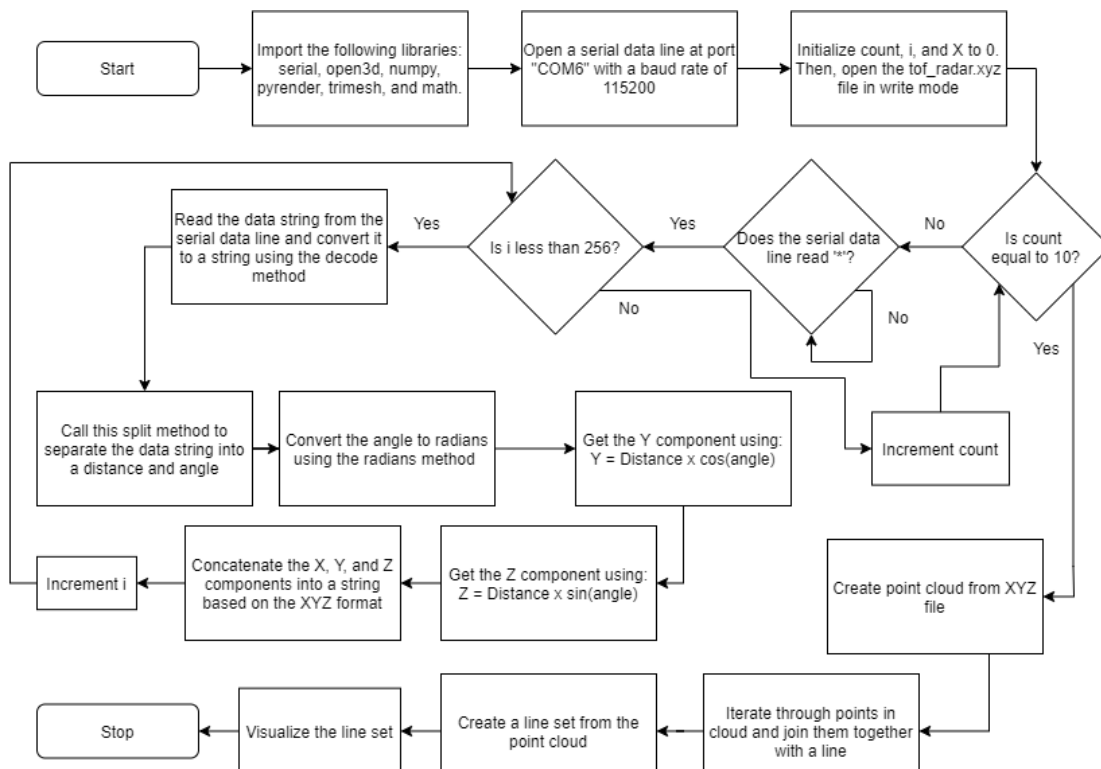 Start
Import the following libraries:
serial, open3d, numpy,
pyrender, trimesh, and math.
Open a serial data line at port
"COM6" with a baud rate of
115200
Initialize count, i, and X to 0.
Then, open the tof_radar.xyz
file in write mode
Is count
equal to 10?
No
Yes
Does the serial data
line read '*'?
Yes
No
Is i less than 256?
Yes
No
Read the data string from the
serial data line and convert it
to a string using the decode
method
Call this split method to
separate the data string into
a distance and angle
Convert the angle to radians
using the radians method
Get the Y component using:
Y = Distance x cos(angle)
Increment count
Get the Z component using:
Z = Distance x sin(angle)
Concatenate the X, Y, and Z
components into a string
based on the XYZ format
Increment i
Create point cloud from XYZ
file
Iterate through points in
cloud and join them together
with a line
Create a line set from the
point cloud
Visualize the line set
Stop